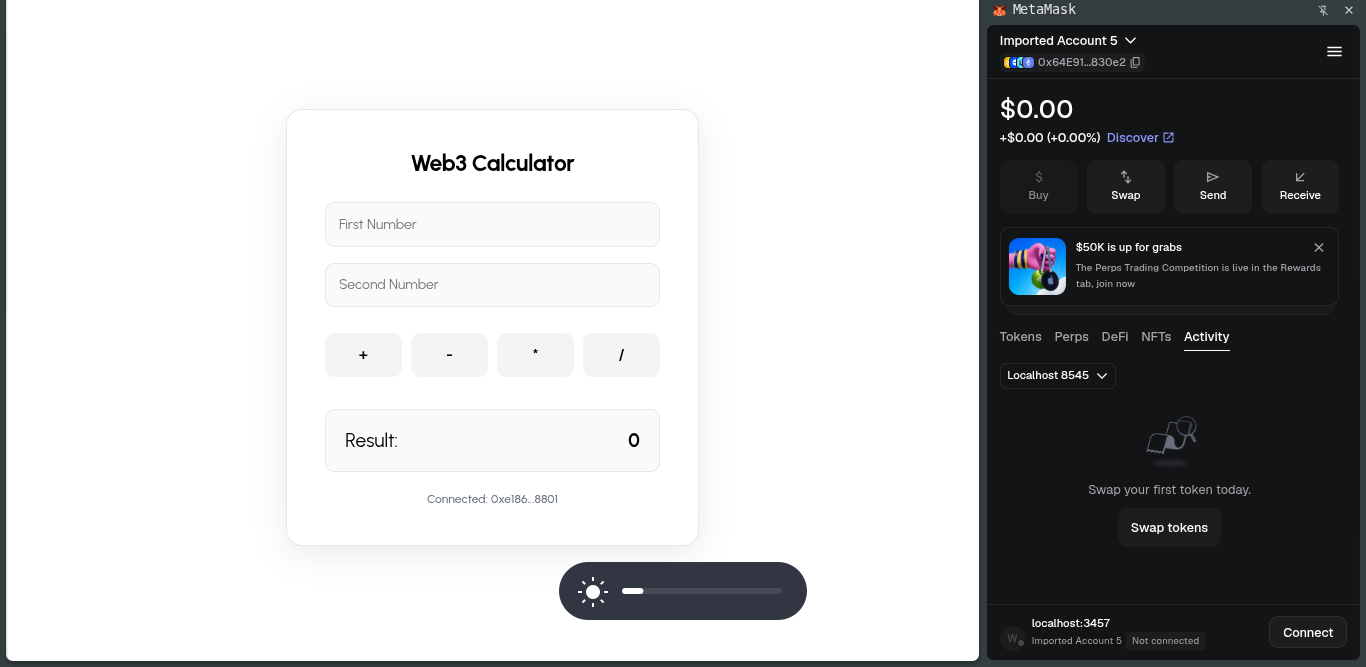 Web3 Calculator
First Number
Second Number
+ - * /
Result: 0
Connected: 0xe186...8801
MetaMask
Imported Account 5
0x64E91...830e2
$0.00
+$0.00 (+0.00%) Discover
$
Buy Swap Send Receive
$50K is up for grabs
The Perps Trading Competition is live in the Rewards
tab, join now
Tokens Perps DeFi NFTs Activity
Localhost 8545
Swap your first token today.
Swap tokens
localhost:3457
W Imported Account 5 Not connected
Connect